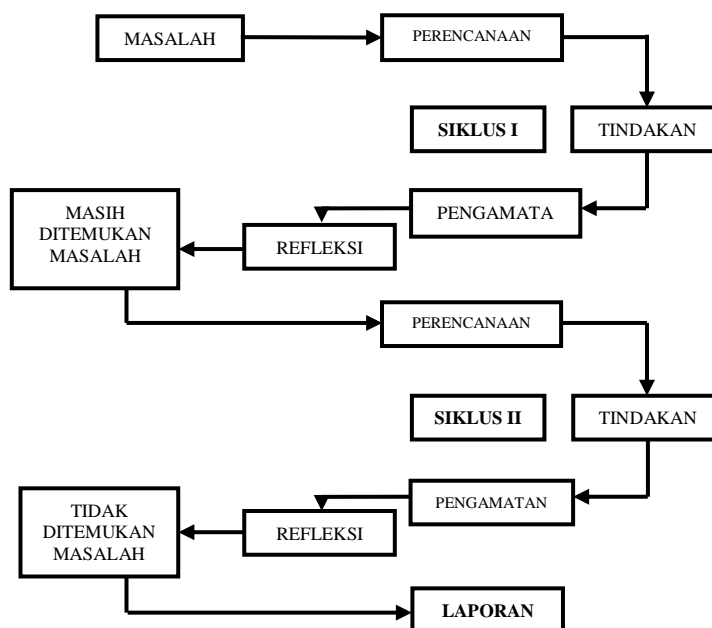 MASALAH
PERENCANAAN
SIKLUS I
TINDAKAN
MASIH
DITEMUKAN
MASALAH
PENGAMATA
REFLEKSI
PERENCANAAN
SIKLUS II
TINDAKAN
TIDAK
DITEMUKAN
MASALAH
PENGAMATAN
REFLEKSI
LAPORAN